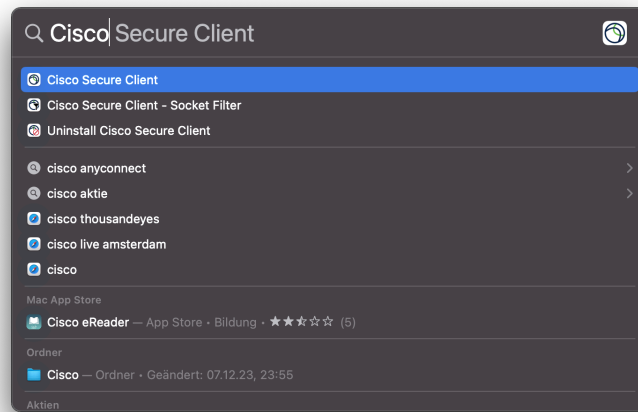 Cisco Secure Client
Cisco Secure Client
Cisco Secure Client - Socket Filter
Uninstall Cisco Secure Client
cisco anyconnect
cisco aktie
cisco thousandeyes
cisco live amsterdam
cisco
Mac App Store
Cisco eReader — App Store • Bildung • ★★⯪☆☆ (5)
Ordner
Cisco — Ordner • Geändert: 07.12.23, 23:55
Aktien